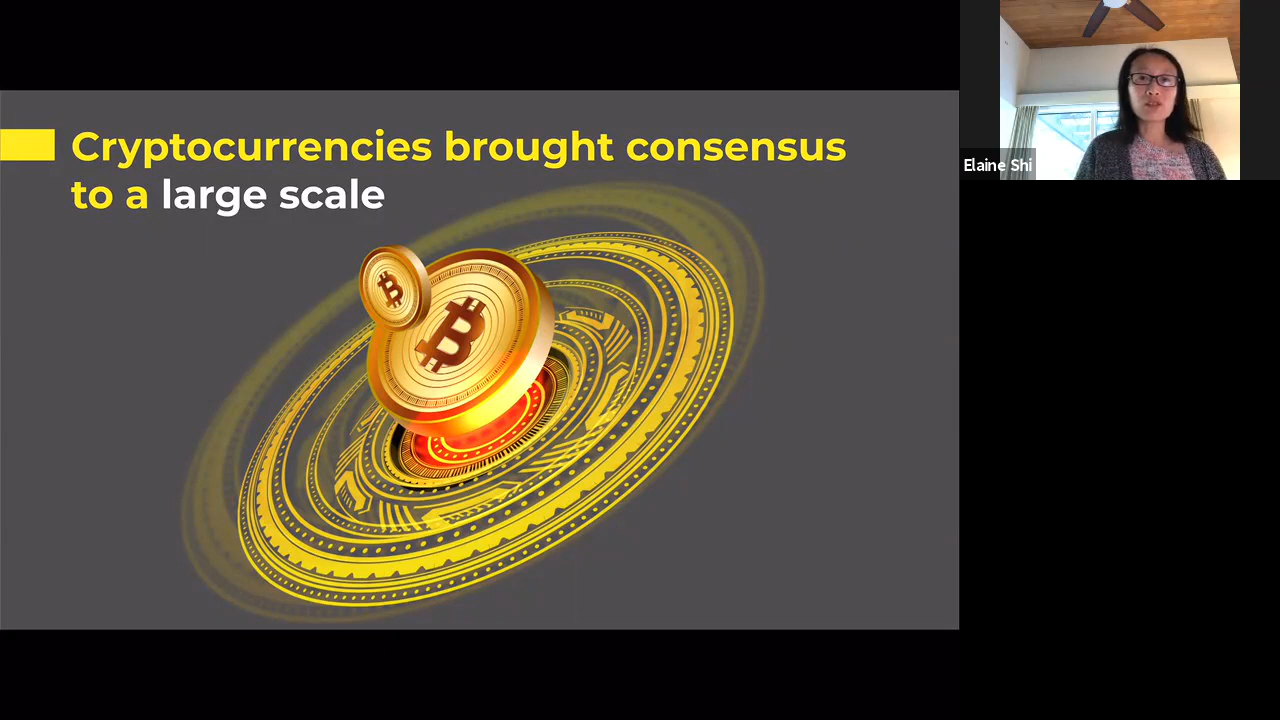 Cryptocurrencies brought consensus
to a large scale
Elaine Shi